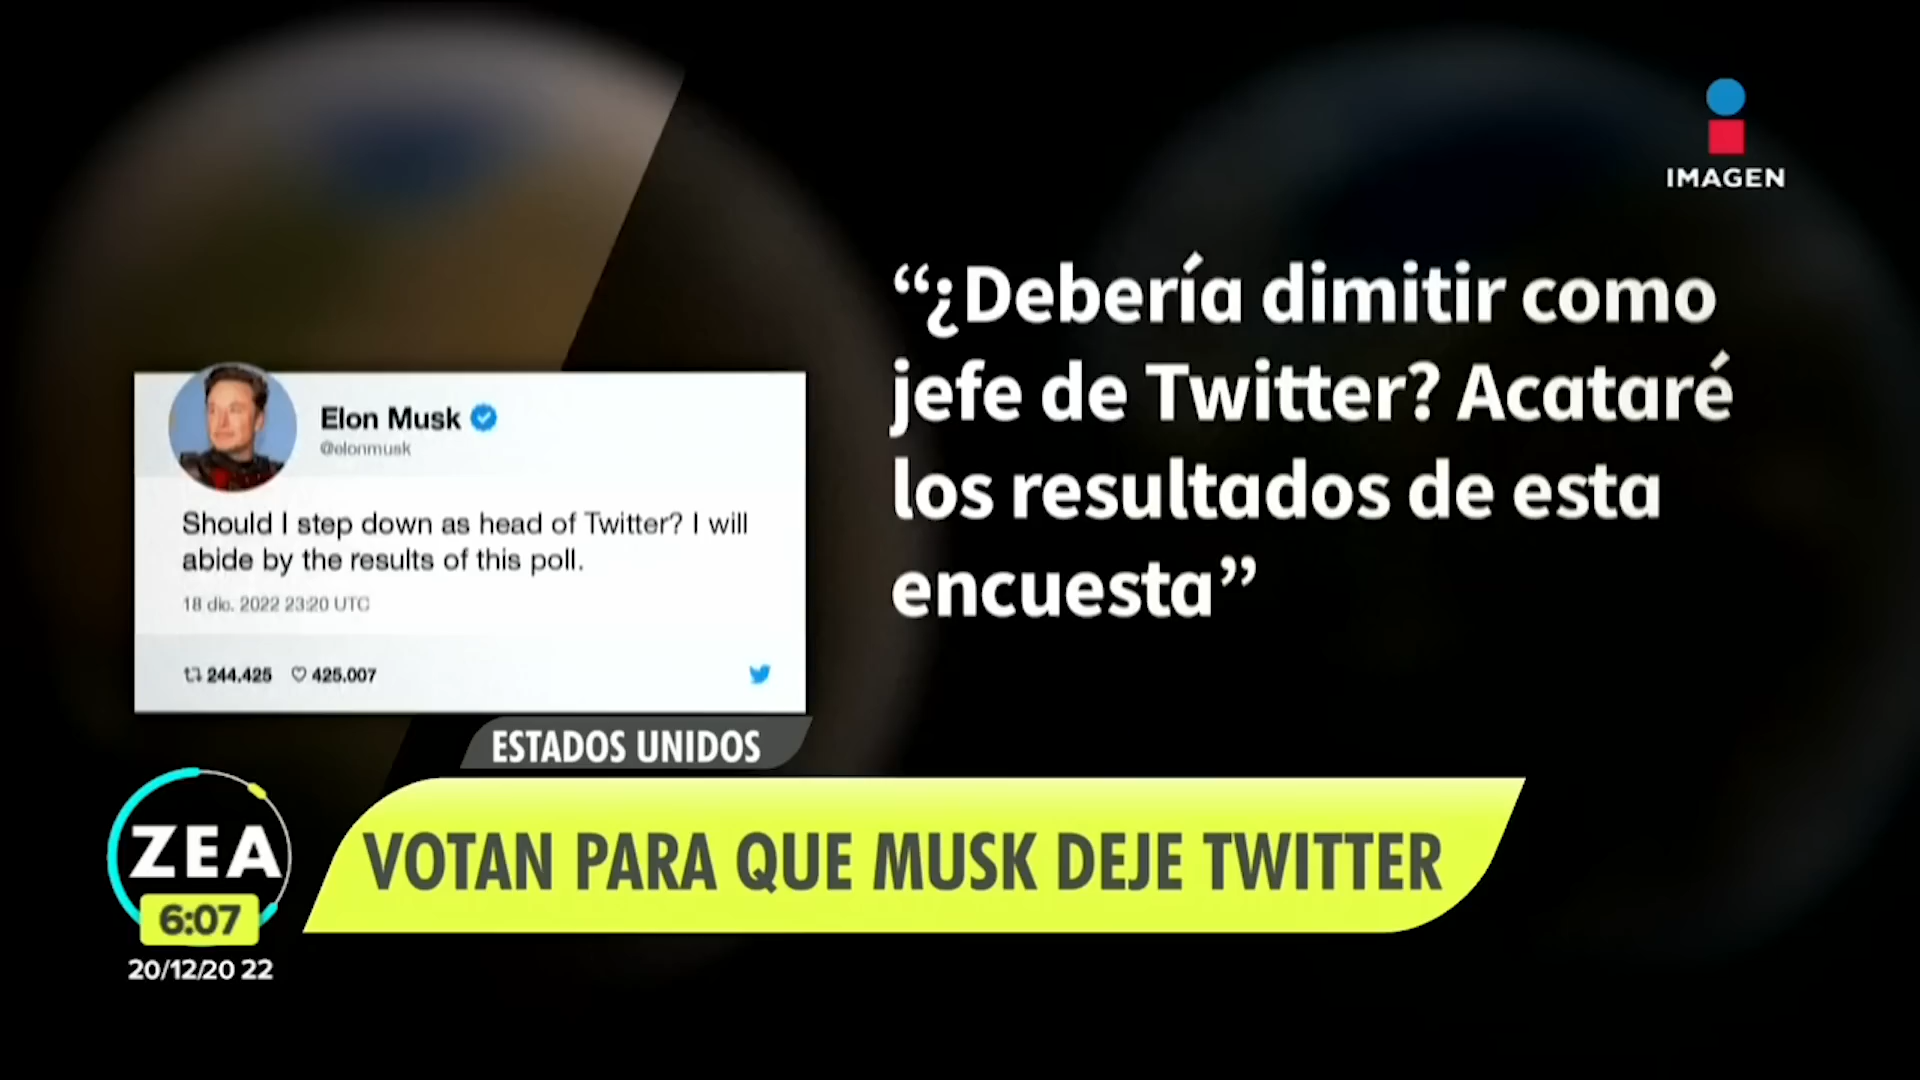 IMAGEN
“¿Debería dimitir como
jefe de Twitter? Acataré
los resultados de esta
encuesta”
Elon Musk
@elonmusk
Should I step down as head of Twitter? I will
abide by the results of this poll.
18 dic. 2022 23:20 UTC
244.425 425.007
ESTADOS UNIDOS
VOTAN PARA QUE MUSK DEJE TWITTER
ZEA
6:07
20/12/20 22